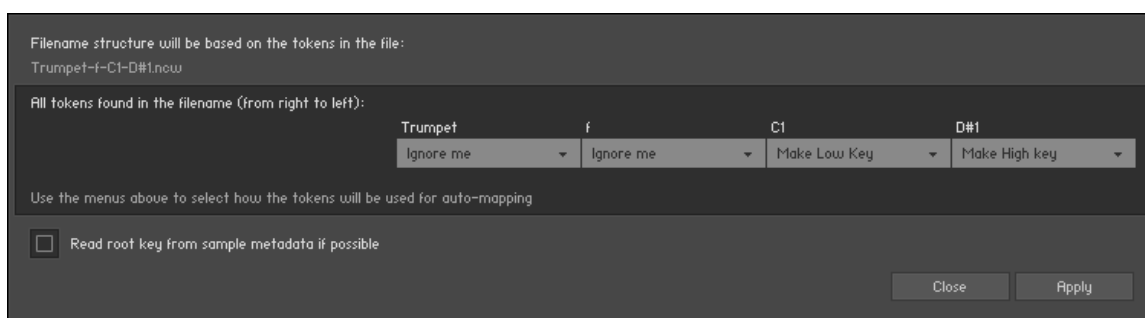 Filename structure will be based on the tokens in the file:
Trumpet-f-C1-D#1.ncw
All tokens found in the filename (from right to left):
Trumpet f C1 D#1
Ignore me Ignore me Make Low Key Make High key
Use the menus above to select how the tokens will be used for auto-mapping
Read root key from sample metadata if possible
Close Apply